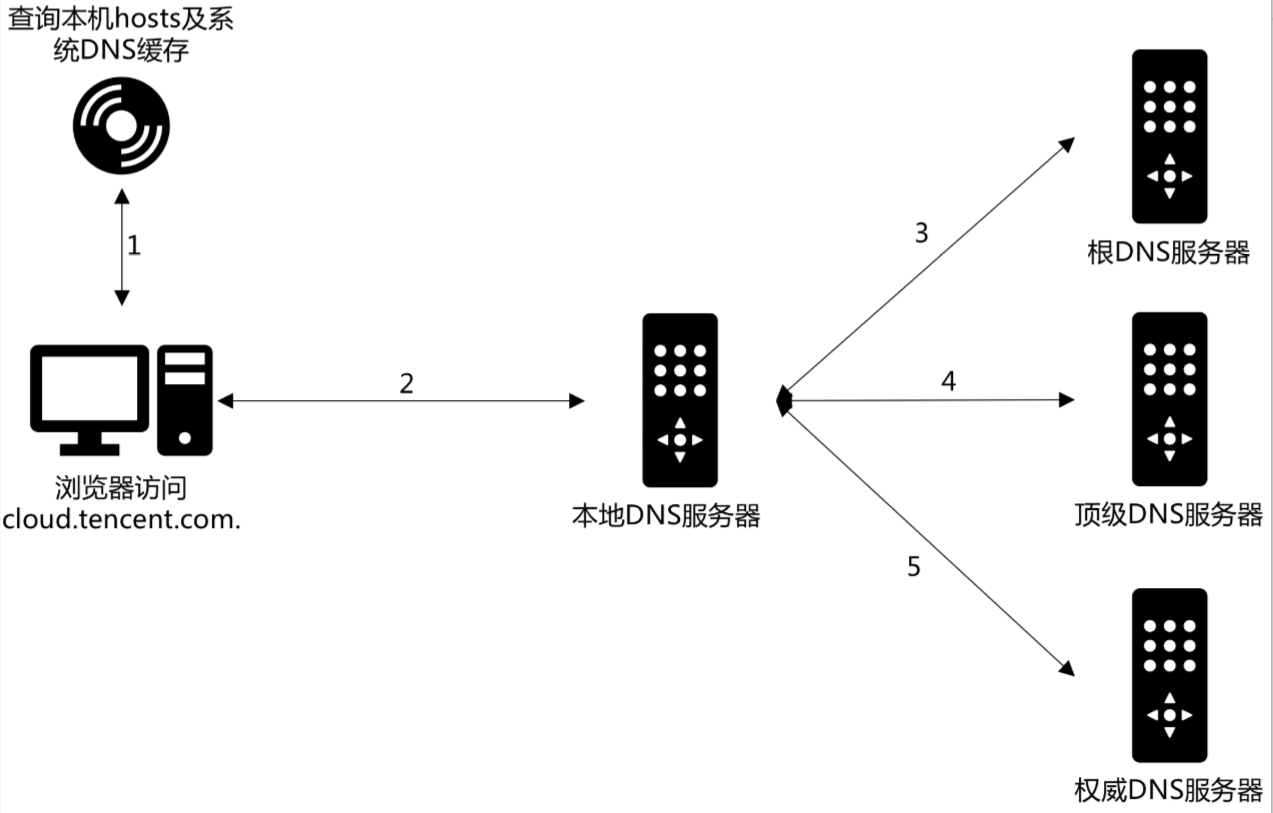 查询本机hosts及系
统DNS缓存
1
3
根DNS服务器
2
4
浏览器访问
cloud.tencent.com.
本地DNS服务器
顶级DNS服务器
5
权威DNS服务器